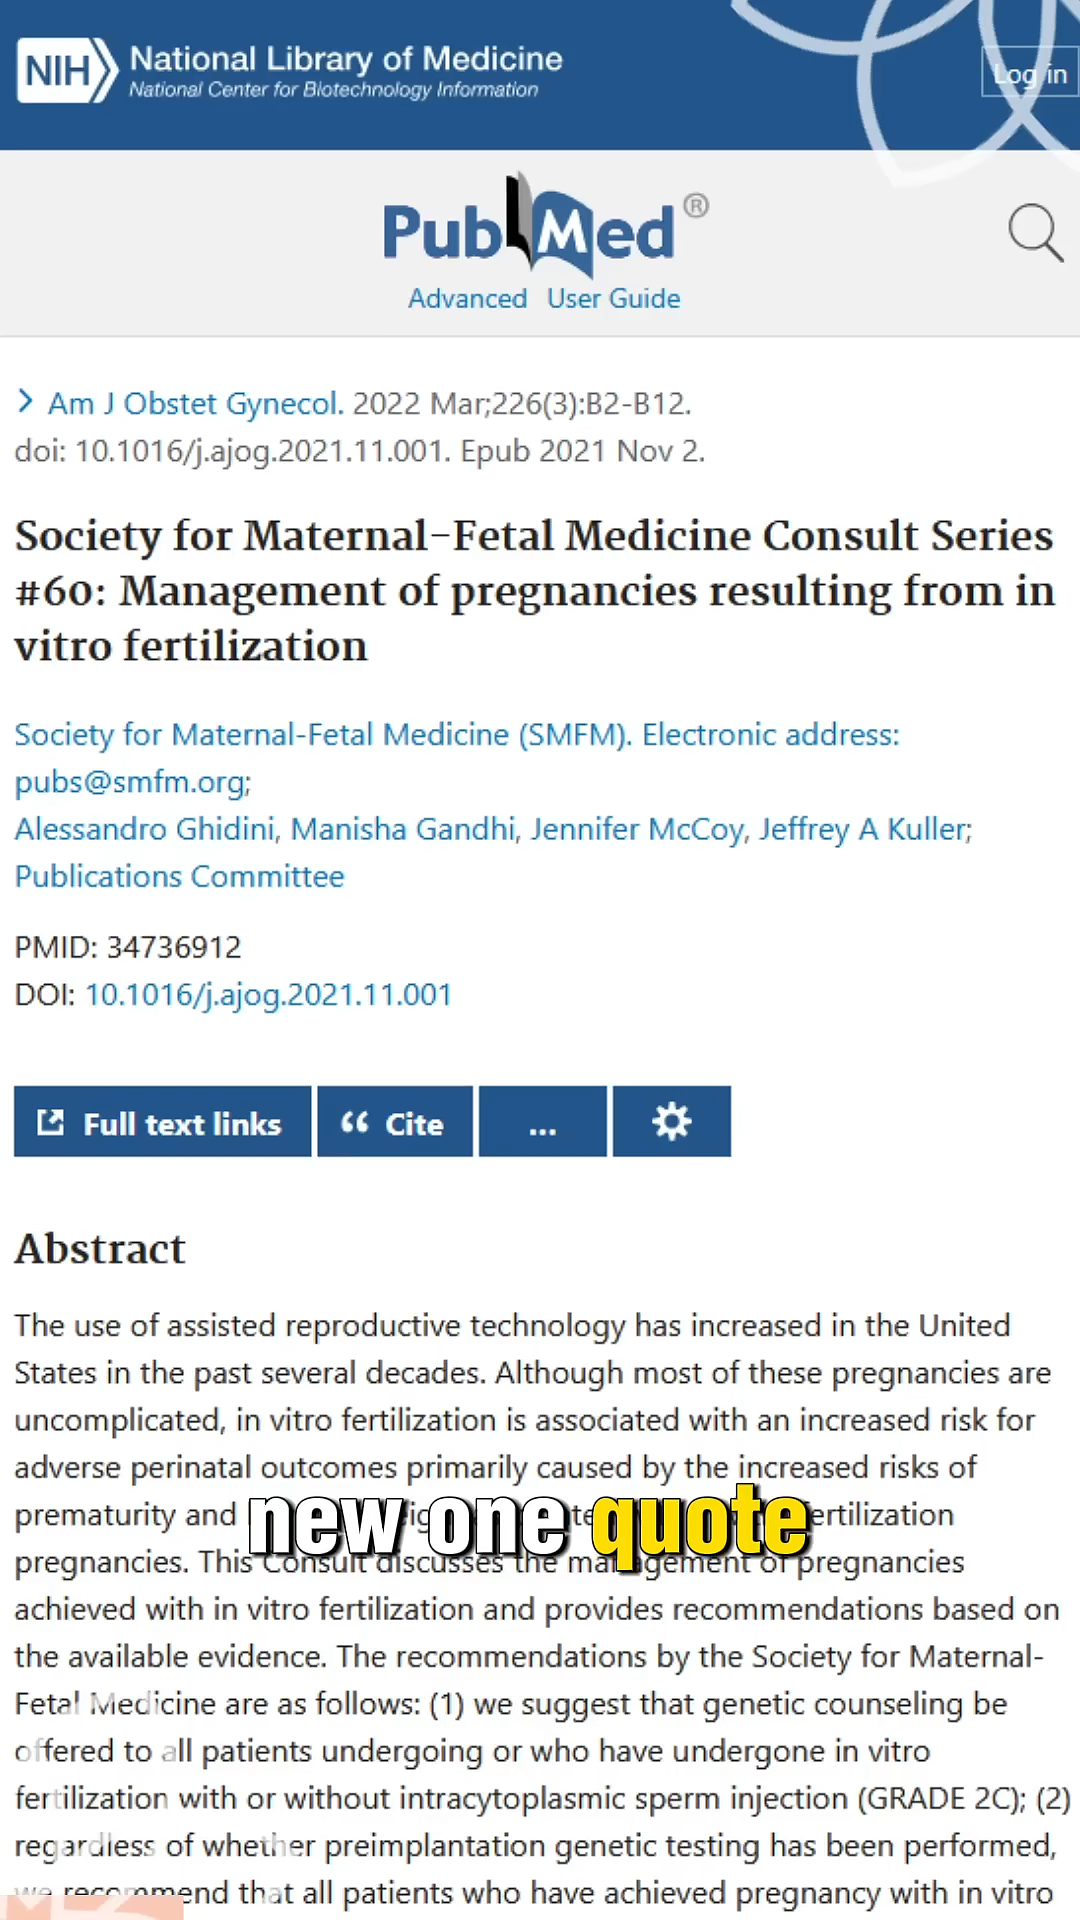 NIH National Library of Medicine
National Center for Biotechnology Information
Log in
PubMed®
Advanced User Guide
> Am J Obstet Gynecol. 2022 Mar;226(3):B2-B12.
doi: 10.1016/j.ajog.2021.11.001. Epub 2021 Nov 2.
Society for Maternal-Fetal Medicine Consult Series
#60: Management of pregnancies resulting from in
vitro fertilization
Society for Maternal-Fetal Medicine (SMFM). Electronic address:
pubs@smfm.org;
Alessandro Ghidini, Manisha Gandhi, Jennifer McCoy, Jeffrey A Kuller;
Publications Committee
PMID: 34736912
DOI: 10.1016/j.ajog.2021.11.001
Full text links
“ Cite
...
Abstract
The use of assisted reproductive technology has increased in the United
States in the past several decades. Although most of these pregnancies are
uncomplicated, in vitro fertilization is associated with an increased risk for
adverse perinatal outcomes primarily caused by the increased risks of
prematurity and fertilization
new one quote
pregnancies. This Consult discusses the management of pregnancies
achieved with in vitro fertilization and provides recommendations based on
the available evidence. The recommendations by the Society for Maternal-
Fetal Medicine are as follows: (1) we suggest that genetic counseling be
offered to all patients undergoing or who have undergone in vitro
fertilization with or without intracytoplasmic sperm injection (GRADE 2C); (2)
regardless of whether preimplantation genetic testing has been performed,
we recommend that all patients who have achieved pregnancy with in vitro